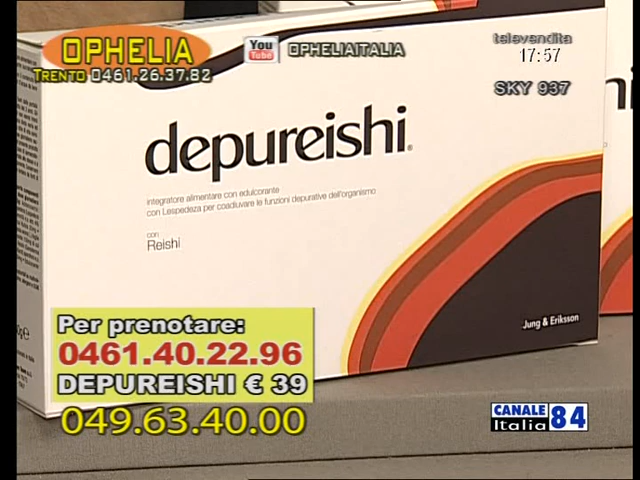 OPHELIA
TRENTO 0461.26.37.82
You Tube OPHELIAITALIA
televendita
17:57
SKY 937
depureishi®
integratore alimentare con edulcorante
con Lespedeza per coadiuvare le funzioni depurative dell'organismo
con
Reishi
Jung & Eriksson
Per prenotare:
0461.40.22.96
DEPUREISHI € 39
049.63.40.00
CANALE
Italia 84